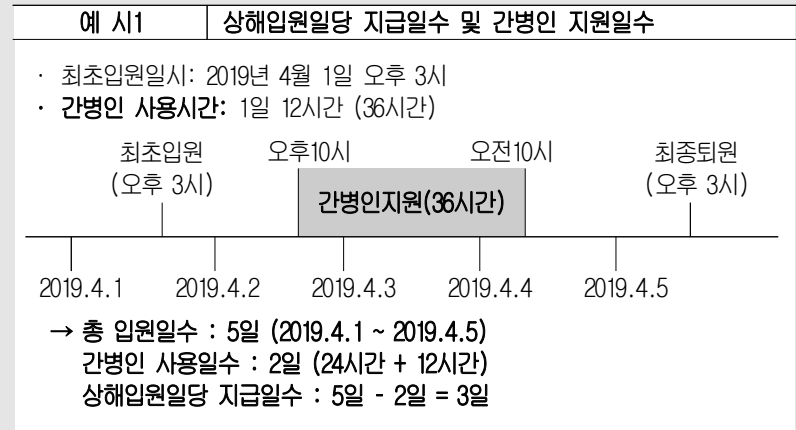 예 시1 상해입원일당 지급일수 및 간병인 지원일수
· 최초입원일시: 2019년 4월 1일 오후 3시
· 간병인 사용시간: 1일 12시간 (36시간)
최초입원 오후10시 오전10시 최종퇴원
(오후 3시) 간병인지원(36시간) (오후 3시)
2019.4.1 2019.4.2 2019.4.3 2019.4.4 2019.4.5
→ 총 입원일수 : 5일 (2019.4.1 ~ 2019.4.5)
간병인 사용일수 : 2일 (24시간 + 12시간)
상해입원일당 지급일수 : 5일 - 2일 = 3일